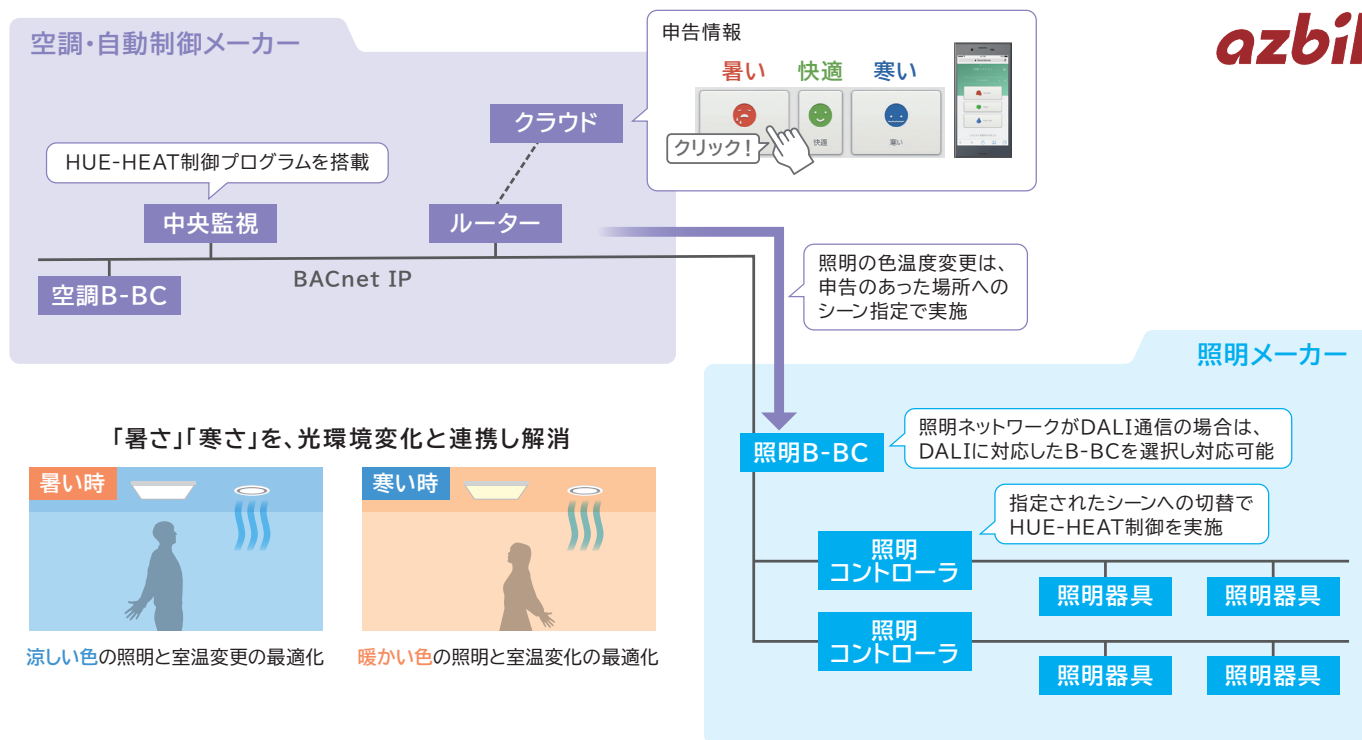 空調・自動制御メーカー
申告情報
azbil
暑い
快適
寒い
クリック!
快適
寒い
クラウド
HUE-HEAT制御プログラムを搭載
中央監視
ルーター
BACnet IP
空調B-BC
照明の色温度変更は、
申告のあった場所への
シーン指定で実施
照明メーカー
照明B-BC
照明ネットワークがDALI通信の場合は、
DALIに対応したB-BCを選択し対応可能
指定されたシーンへの切替で
HUE-HEAT制御を実施
照明
コントローラ
照明器具
照明器具
照明
コントローラ
照明器具
照明器具
「暑さ」「寒さ」を、光環境変化と連携し解消
暑い時
寒い時
涼しい色の照明と室温変更の最適化
暖かい色の照明と室温変化の最適化